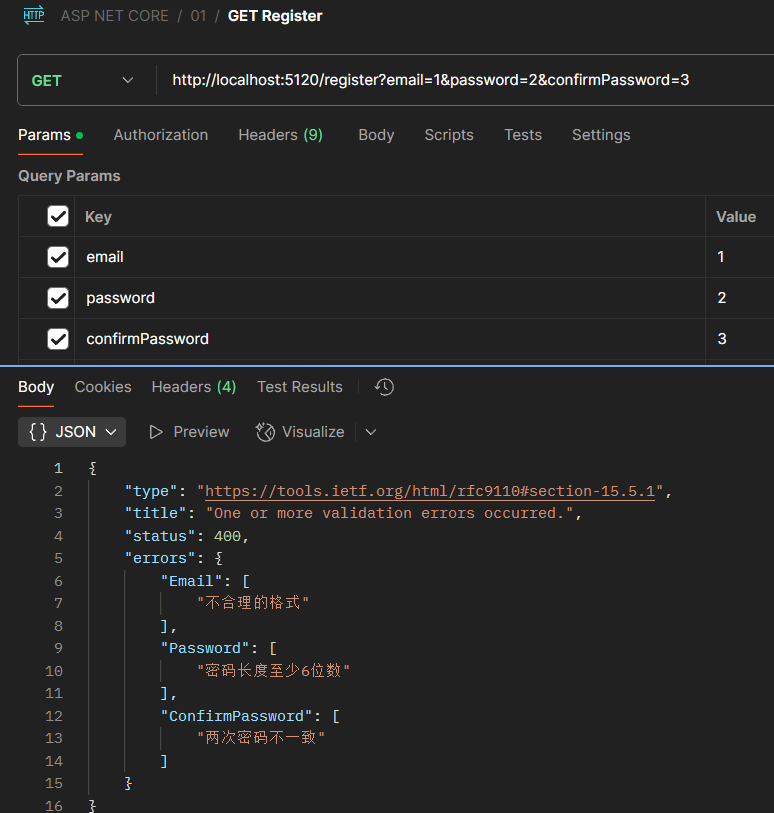 HTTP ASP NET CORE / 01 / GET Register
GET http://localhost:5120/register?email=1&password=2&confirmPassword=3
Params Authorization Headers (9) Body Scripts Tests Settings
Query Params
Key Value
email 1
password 2
confirmPassword 3
Body Cookies Headers (4) Test Results
{} JSON Preview Visualize
1 {
2 "type": "https://tools.ietf.org/html/rfc9110#section-15.5.1",
3 "title": "One or more validation errors occurred.",
4 "status": 400,
5 "errors": {
6 "Email": [
7 "不合理的格式"
8 ],
9 "Password": [
10 "密码长度至少6位数"
11 ],
12 "ConfirmPassword": [
13 "两次密码不一致"
14 ]
15 }
16 }